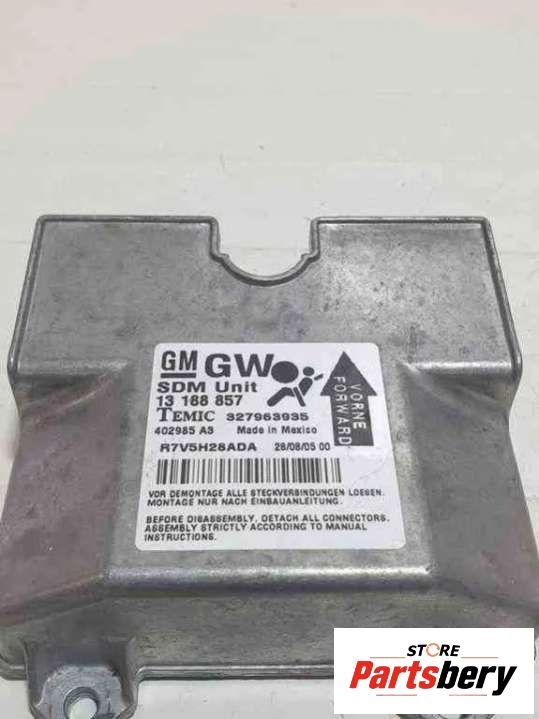 GM GW
SDM Unit
13 188 857
TEMIC 327963935
402985 A3 Made in Mexico
R7V5H28ADA 26/08/05 00
VORNE
FORWARD
VOR DEMONTAGE ALLE STECKVERBINDUNGEN LOESEN.
MONTAGE NUR NACH EINBAUANLEITUNG.
BEFORE DISASSEMBLY, DETACH ALL CONNECTORS.
ASSEMBLY STRICTLY ACCORDING TO MANUAL
INSTRUCTIONS.
STORE
Partsbery